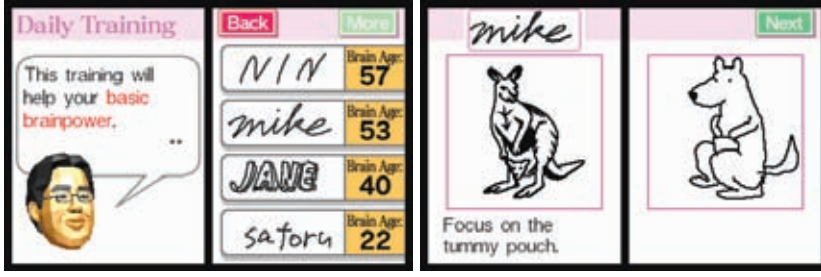 Daily Training
This training will
help your basic
brainpower.
Back
More
NIN
Brain Age:
57
mike
Brain Age:
53
JANE
Brain Age:
40
satoru
Brain Age:
22
mike
Focus on the
tummy pouch.
Next